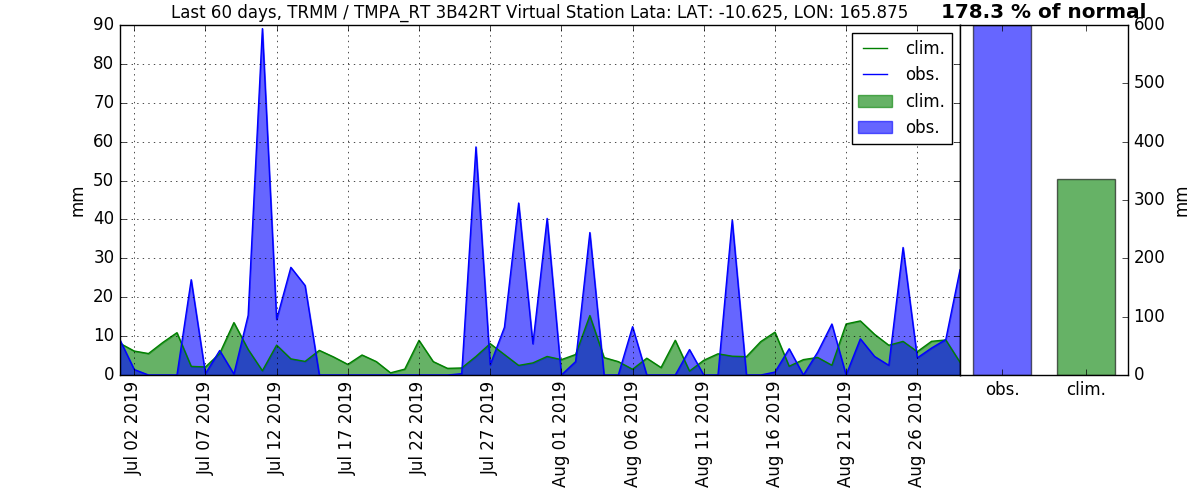 Last 60 days, TRMM / TMPA_RT 3B42RT Virtual Station Lata: LAT: -10.625, LON: 165.875
178.3 % of normal
90
80
70
60
50
40
30
20
10
0
mm
clim.
obs.
clim.
obs.
Jul 02 2019
Jul 07 2019
Jul 12 2019
Jul 17 2019
Jul 22 2019
Jul 27 2019
Aug 01 2019
Aug 06 2019
Aug 11 2019
Aug 16 2019
Aug 21 2019
Aug 26 2019
600
500
400
300
200
100
0
mm
obs.
clim.